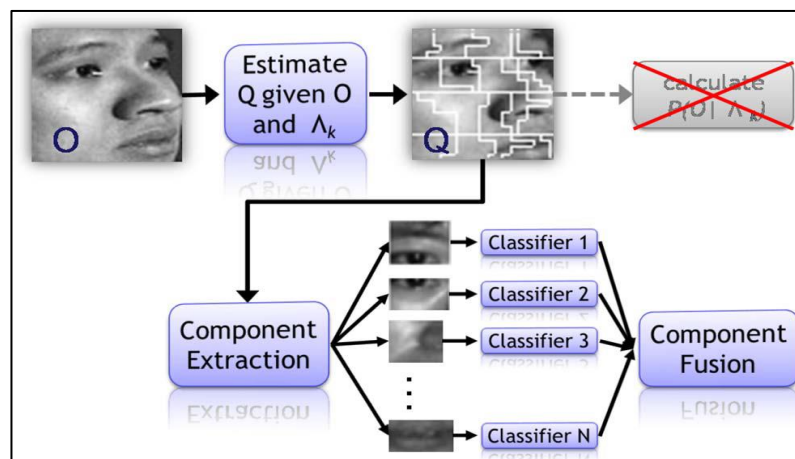 O
Estimate
Q given O
and Λk
Q
calculate
P(O | Λk)
Component
Extraction
Classifier 1
Classifier 2
Classifier 3
Classifier N
Component
Fusion